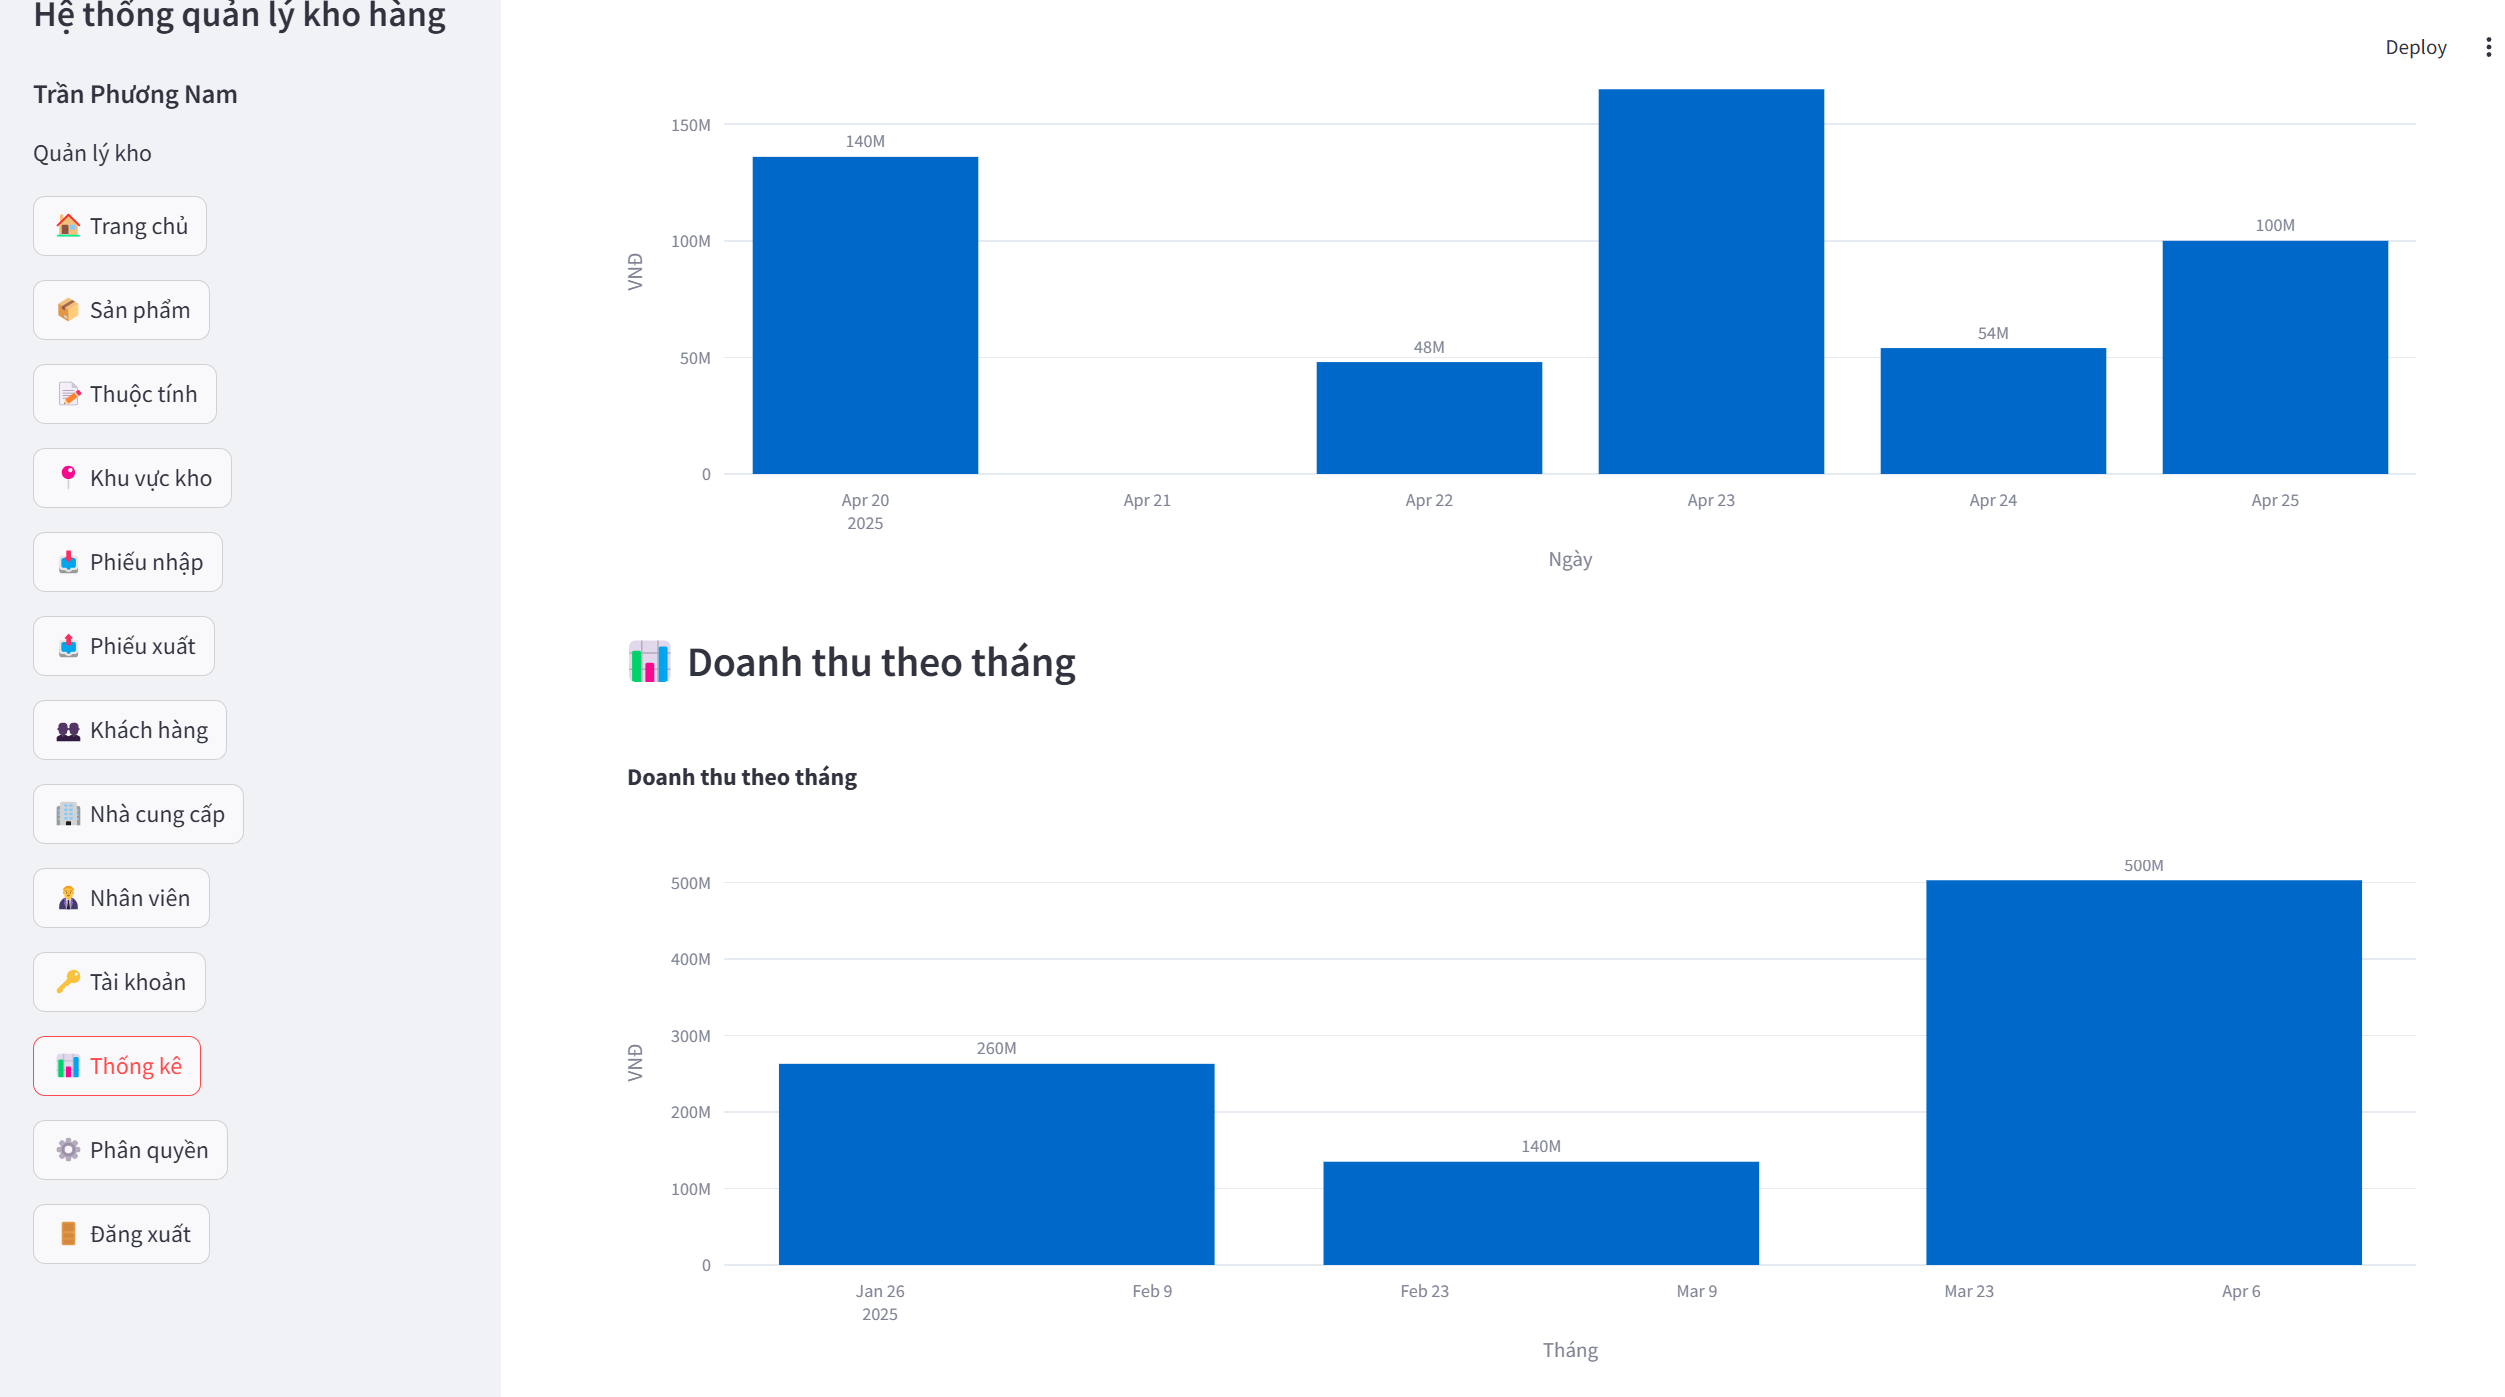 Hệ thống quản lý kho hàng
Trần Phương Nam
Quản lý kho
Trang chủ
Sản phẩm
Thuộc tính
Khu vực kho
Phiếu nhập
Phiếu xuất
Khách hàng
Nhà cung cấp
Nhân viên
Tài khoản
Thống kê
Phân quyền
Đăng xuất
Deploy
VNĐ
150M
100M
50M
0
140M
48M
54M
100M
Apr 20
2025
Apr 21
Apr 22
Apr 23
Apr 24
Apr 25
Ngày
Doanh thu theo tháng
Doanh thu theo tháng
VNĐ
500M
400M
300M
200M
100M
0
260M
140M
500M
Jan 26
2025
Feb 9
Feb 23
Mar 9
Mar 23
Apr 6
Tháng